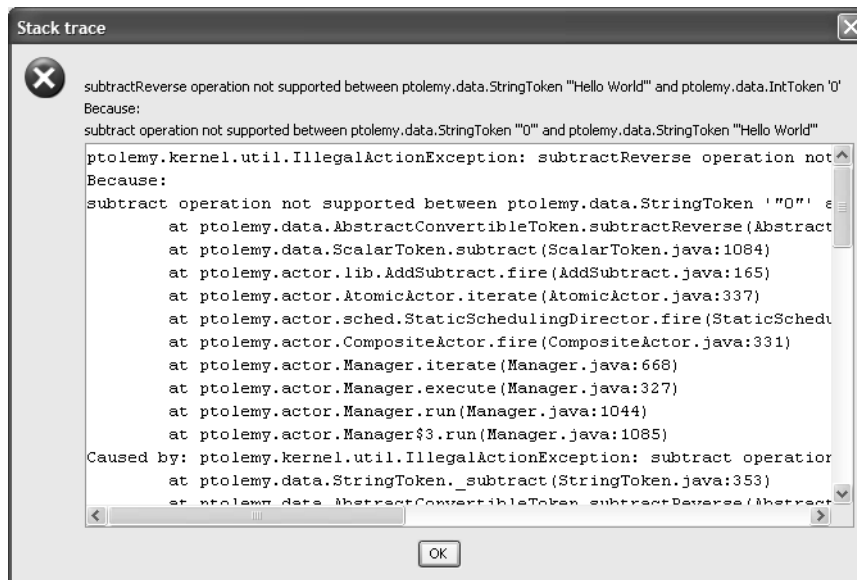 Stack trace
subtractReverse operation not supported between ptolemy.data.StringToken '"Hello World"' and ptolemy.data.IntToken '0'
Because:
subtract operation not supported between ptolemy.data.StringToken '"0"' and ptolemy.data.StringToken '"Hello World"'
ptolemy.kernel.util.IllegalActionException: subtractReverse operation not
Because:
subtract operation not supported between ptolemy.data.StringToken '"0"' a
at ptolemy.data.AbstractConvertibleToken.subtractReverse(Abstract
at ptolemy.data.ScalarToken.subtract(ScalarToken.java:1084)
at ptolemy.actor.lib.AddSubtract.fire(AddSubtract.java:165)
at ptolemy.actor.AtomicActor.iterate(AtomicActor.java:337)
at ptolemy.actor.sched.StaticSchedulingDirector.fire(StaticSchedu
at ptolemy.actor.CompositeActor.fire(CompositeActor.java:331)
at ptolemy.actor.Manager.iterate(Manager.java:668)
at ptolemy.actor.Manager.execute(Manager.java:327)
at ptolemy.actor.Manager.run(Manager.java:1044)
at ptolemy.actor.Manager$3.run(Manager.java:1085)
Caused by: ptolemy.kernel.util.IllegalActionException: subtract operation
at ptolemy.data.StringToken._subtract(StringToken.java:353)
at ptolemy.data.AbstractConvertibleToken.subtractReverse(Abstract
OK